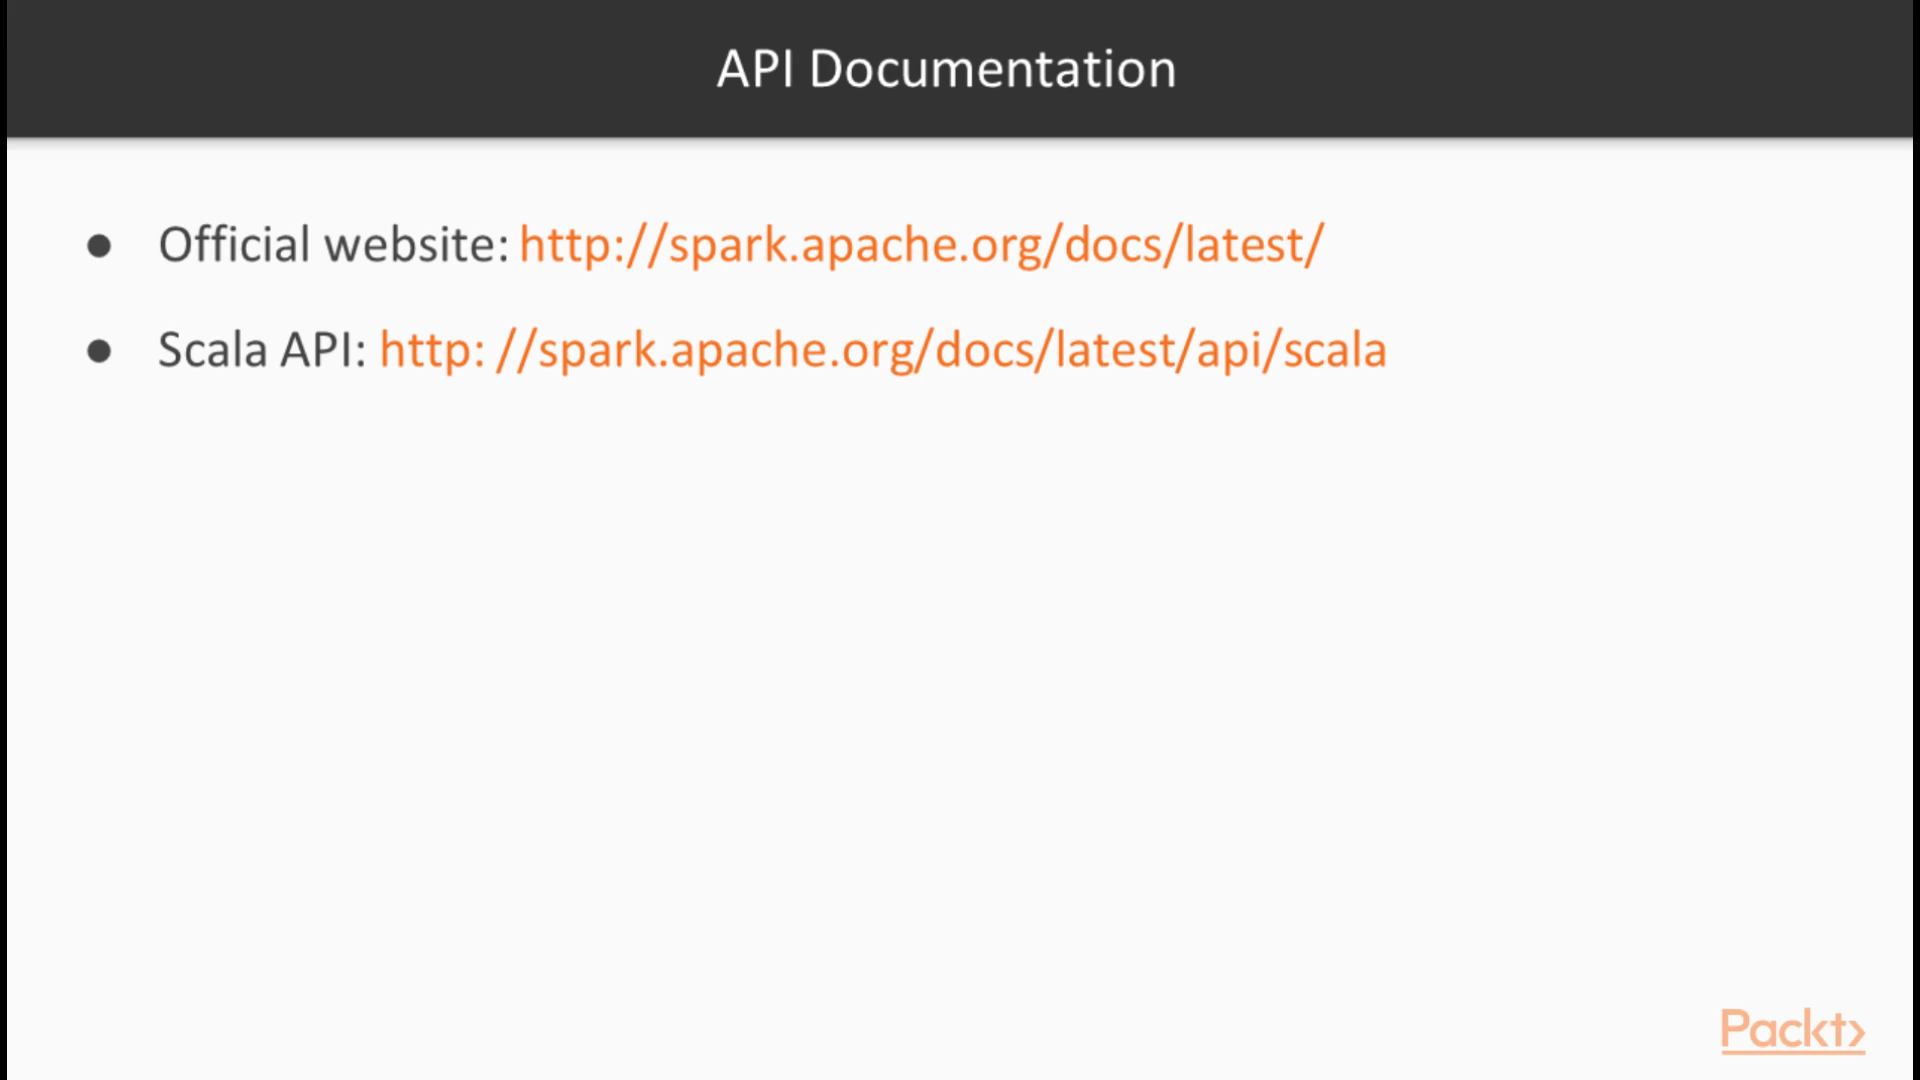 API Documentation
● Official website: http://spark.apache.org/docs/latest/
● Scala API: http: //spark.apache.org/docs/latest/api/scala
Packt>